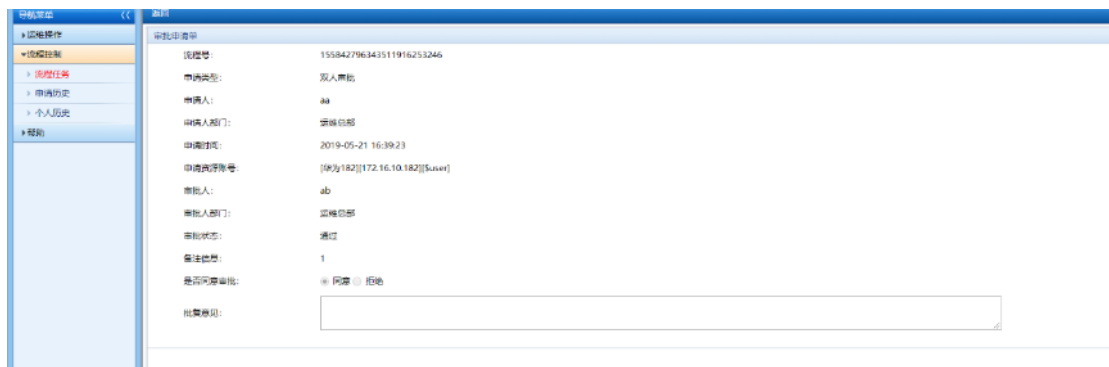 导航菜单
返回
运维操作
流程控制
流程任务
申请历史
个人历史
帮助
审批申请单
流程号: 155842796343511916253246
申请类型: 双人审批
申请人: aa
申请人部门: 运维总部
申请时间: 2019-05-21 16:39:23
申请资源账号: [华为182][172.16.10.182][$user]
审批人: ab
审批人部门: 运维总部
审批状态: 通过
备注信息: 1
是否同意审批: 同意 拒绝
批复意见: